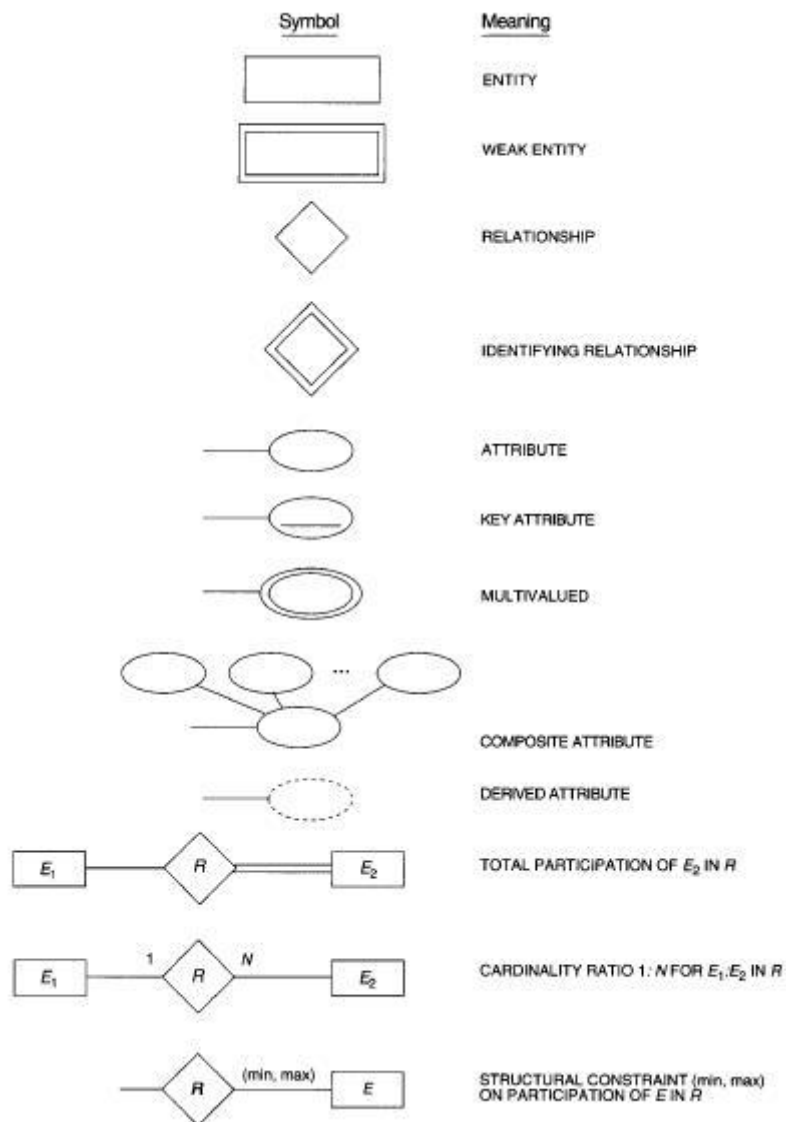 Symbol Meaning
ENTITY
WEAK ENTITY
RELATIONSHIP
IDENTIFYING RELATIONSHIP
ATTRIBUTE
KEY ATTRIBUTE
MULTIVALUED
...
COMPOSITE ATTRIBUTE
DERIVED ATTRIBUTE
E₁ R E₂ TOTAL PARTICIPATION OF E₂ IN R
1 N
E₁ R E₂ CARDINALITY RATIO 1:N FOR E₁:E₂ IN R
(min, max)
R E STRUCTURAL CONSTRAINT (min, max)
ON PARTICIPATION OF E IN R